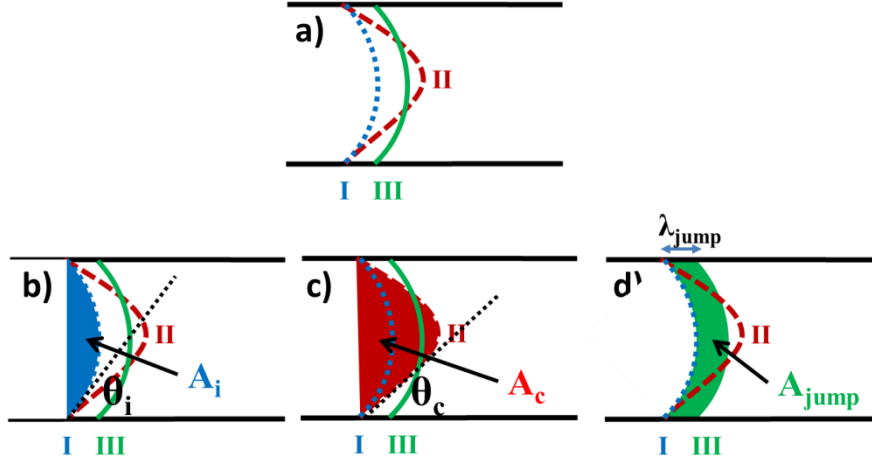 a)
II
I III
λjump
b)
II
θi
Ai
I III
c)
II
θc
Ac
I III
d)
II
Ajump
I III